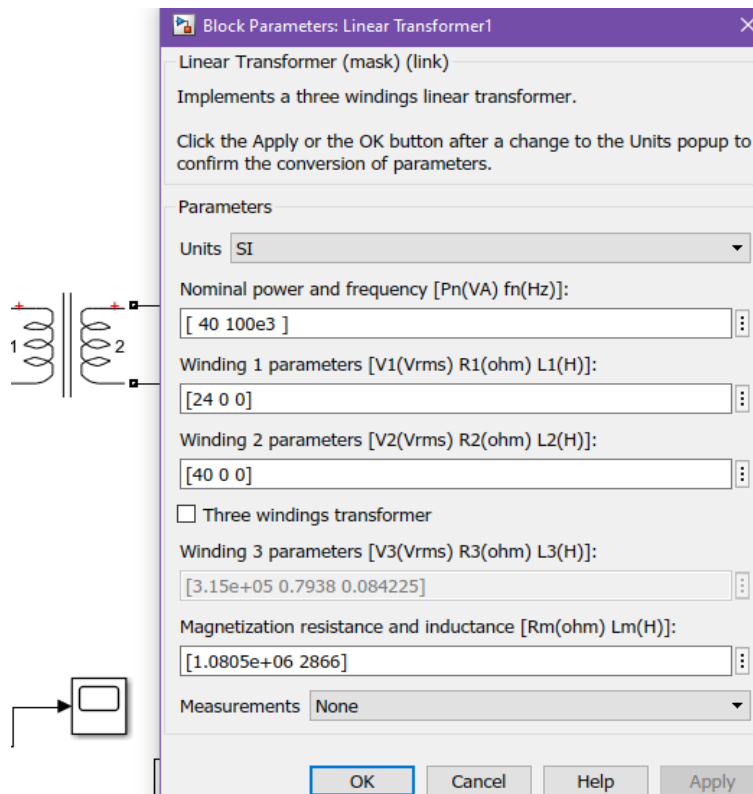 Block Parameters: Linear Transformer1
Linear Transformer (mask) (link)
Implements a three windings linear transformer.
Click the Apply or the OK button after a change to the Units popup to
confirm the conversion of parameters.
Parameters
Units SI
Nominal power and frequency [Pn(VA) fn(Hz)]:
[ 40 100e3 ]
Winding 1 parameters [V1(Vrms) R1(ohm) L1(H)]:
[24 0 0]
+ +
1 2
Winding 2 parameters [V2(Vrms) R2(ohm) L2(H)]:
[40 0 0]
Three windings transformer
Winding 3 parameters [V3(Vrms) R3(ohm) L3(H)]:
[3.15e+05 0.7938 0.084225]
Magnetization resistance and inductance [Rm(ohm) Lm(H)]:
[1.0805e+06 2866]
Measurements None
OK Cancel Help Apply